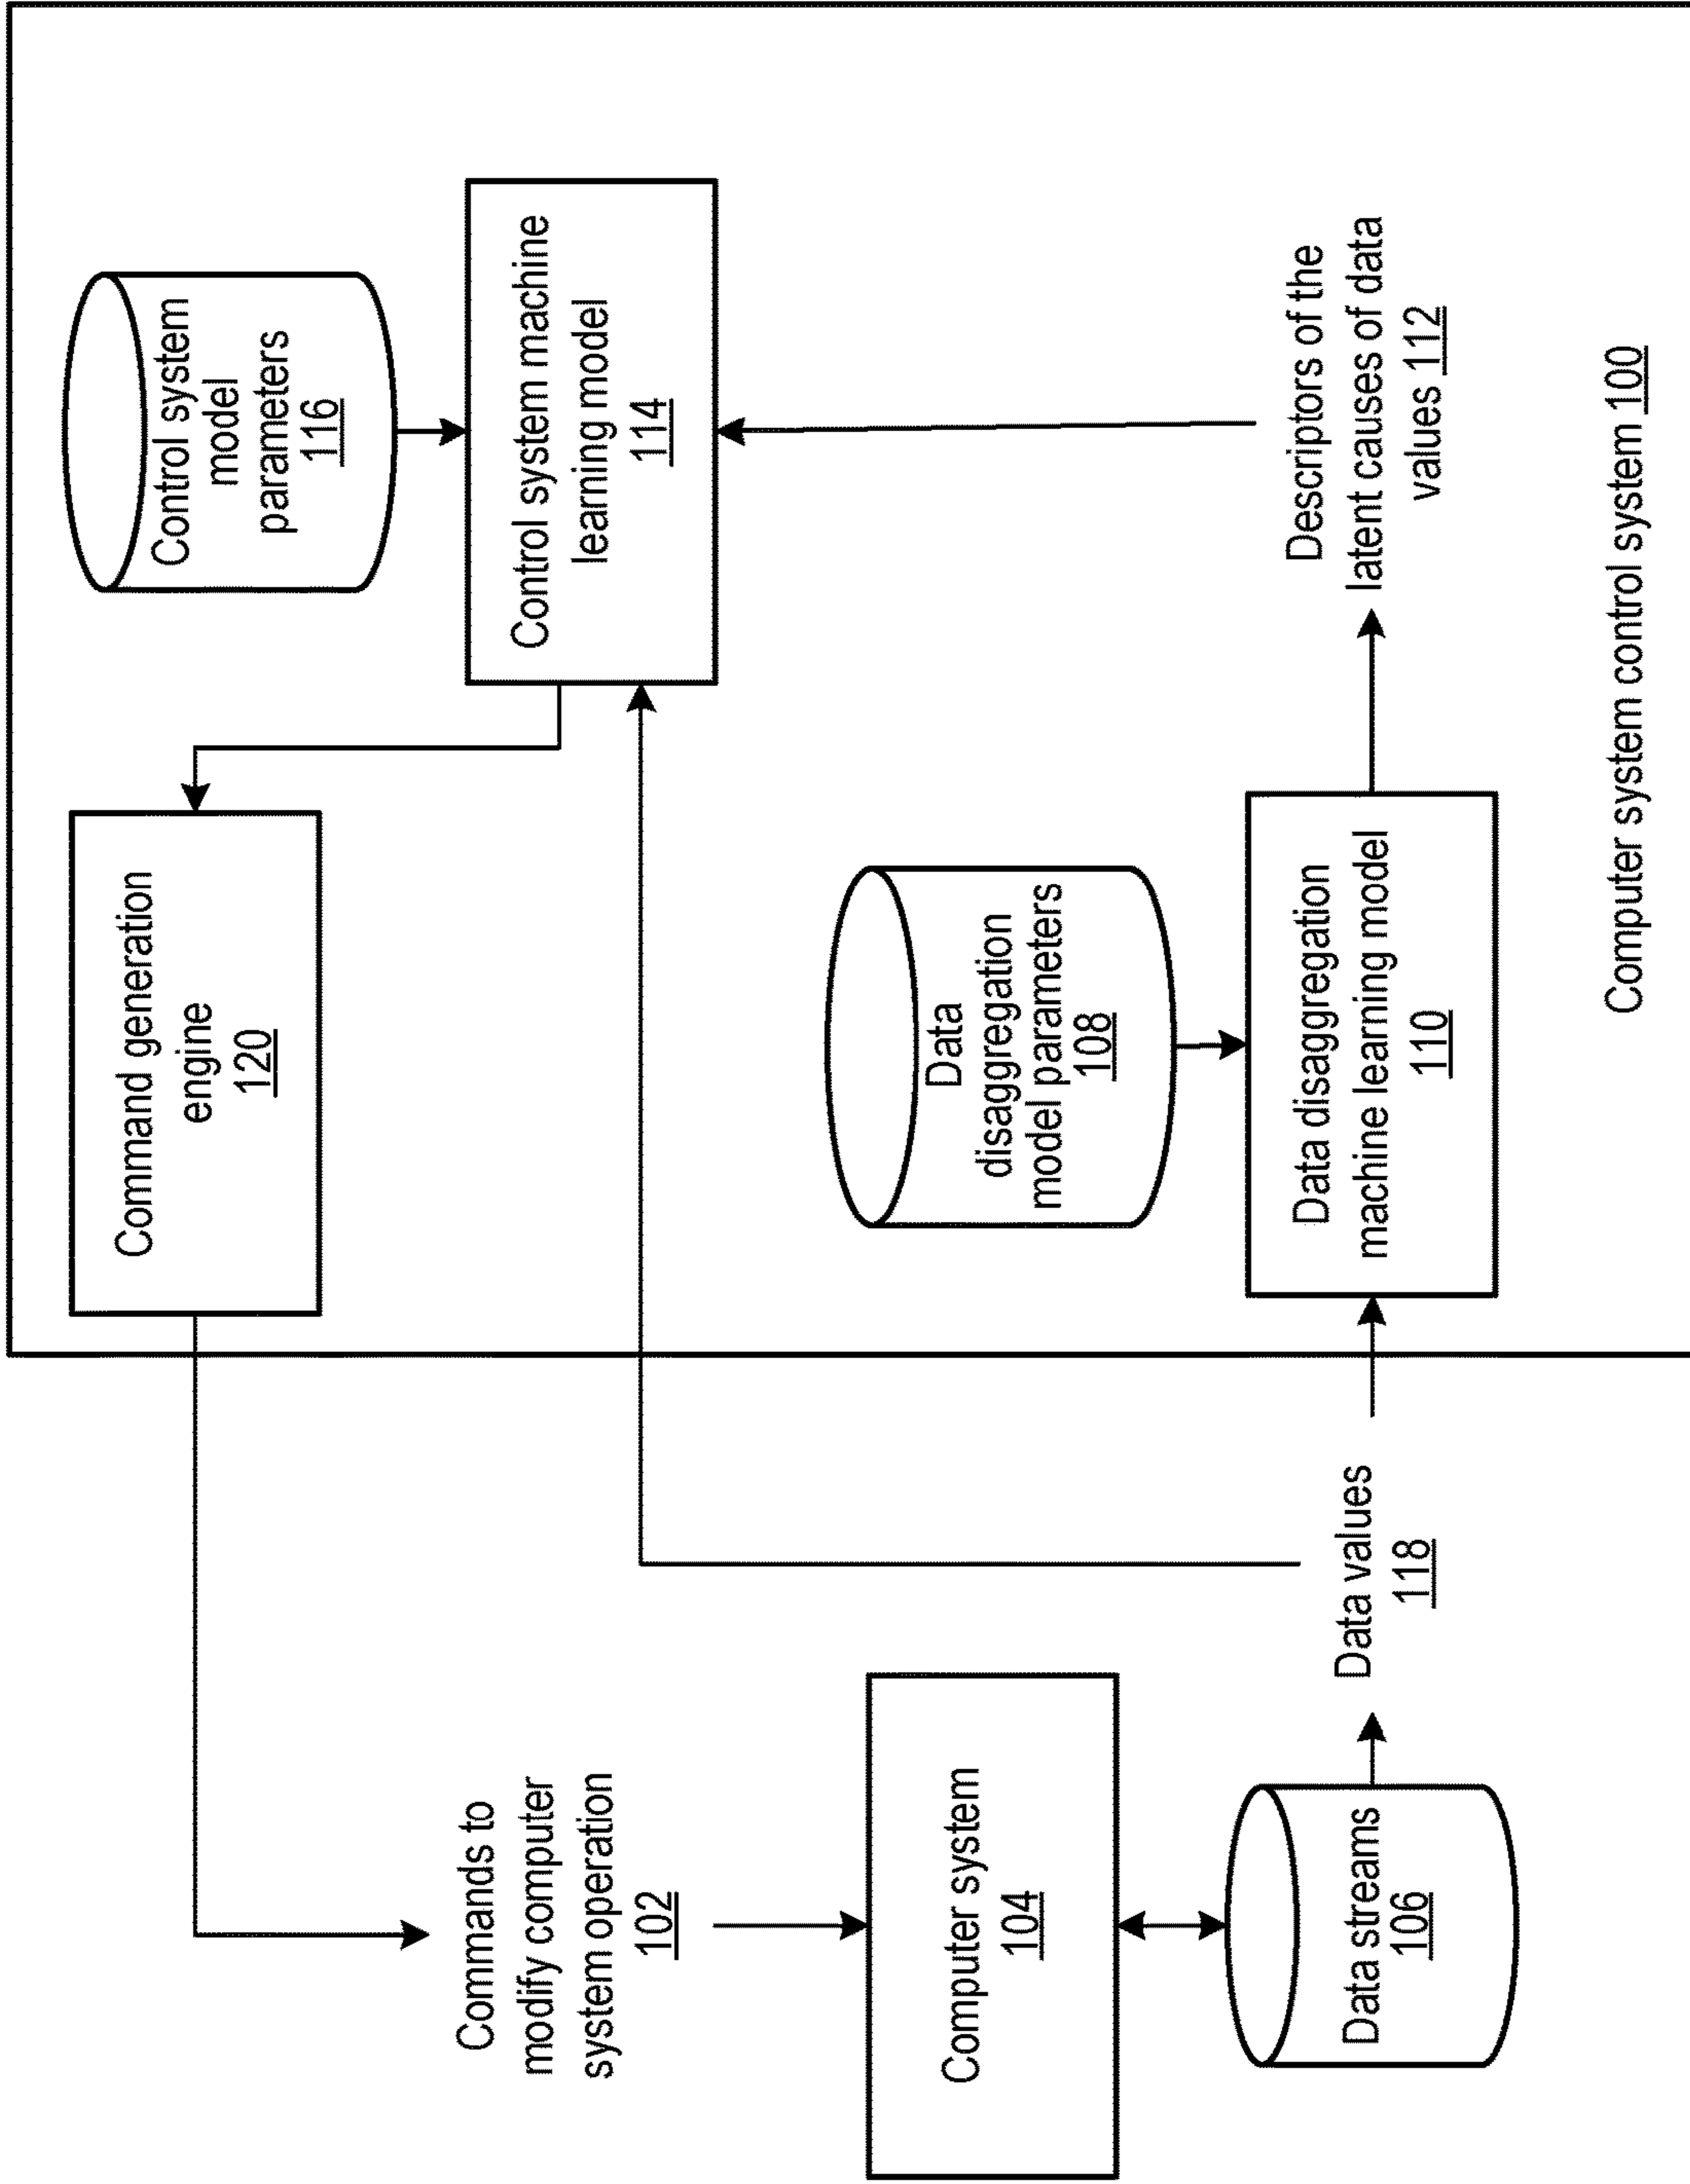 Commands to
modify computer
system operation
102
Computer system
104
Data streams
106
Data values
118
Command generation
engine
120
Data
disaggregation
model parameters
108
Data disaggregation
machine learning model
110
Control system
model
parameters
116
Control system machine
learning model
114
Descriptors of the
latent causes of data
values 112
Computer system control system 100